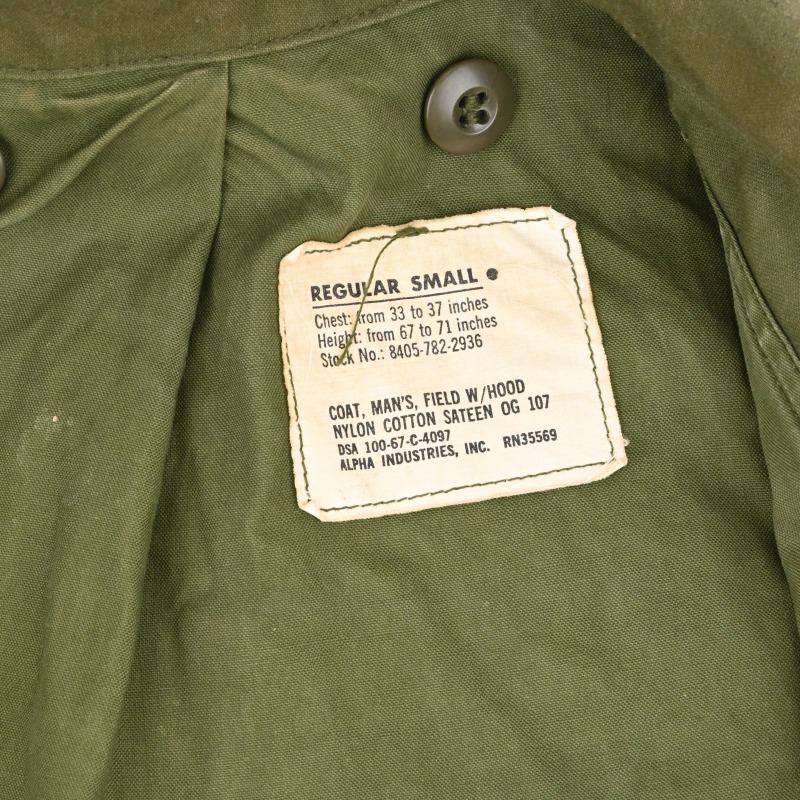 REGULAR SMALL
Chest: from 33 to 37 inches
Height: from 67 to 71 inches
Stock No.: 8405-782-2936
COAT, MAN'S, FIELD W/HOOD
NYLON COTTON SATEEN OG 107
DSA 100-67-C-4097
ALPHA INDUSTRIES, INC. RN35569